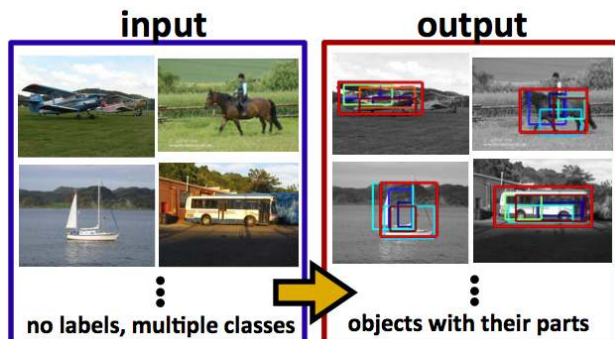 input
output
no labels, multiple classes
objects with their parts